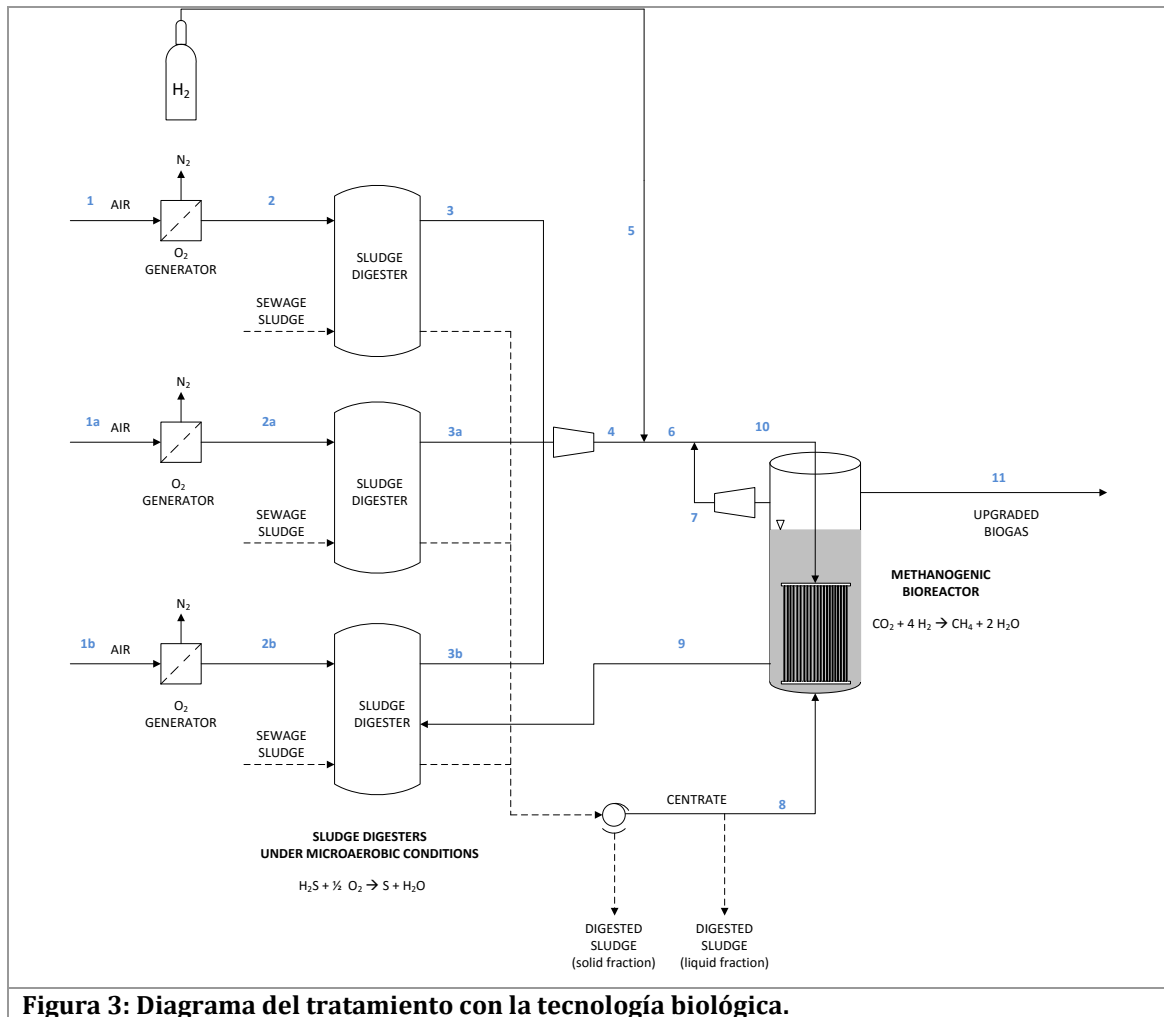 H₂
N₂
1 AIR
2
3
O₂
GENERATOR
SLUDGE
DIGESTER
SEWAGE
SLUDGE
5
N₂
1a AIR
2a
3a
O₂
GENERATOR
SLUDGE
DIGESTER
SEWAGE
SLUDGE
4
6
10
7
11
UPGRADED
BIOGAS
METHANOGENIC
BIOREACTOR
CO₂ + 4 H₂ → CH₄ + 2 H₂O
N₂
1b AIR
2b
3b
9
O₂
GENERATOR
SLUDGE
DIGESTER
SEWAGE
SLUDGE
CENTRATE
8
SLUDGE DIGESTERS
UNDER MICROAEROBIC CONDITIONS
H₂S + ½ O₂ → S + H₂O
DIGESTED
SLUDGE
(solid fraction)
DIGESTED
SLUDGE
(liquid fraction)
Figura 3: Diagrama del tratamiento con la tecnología biológica.